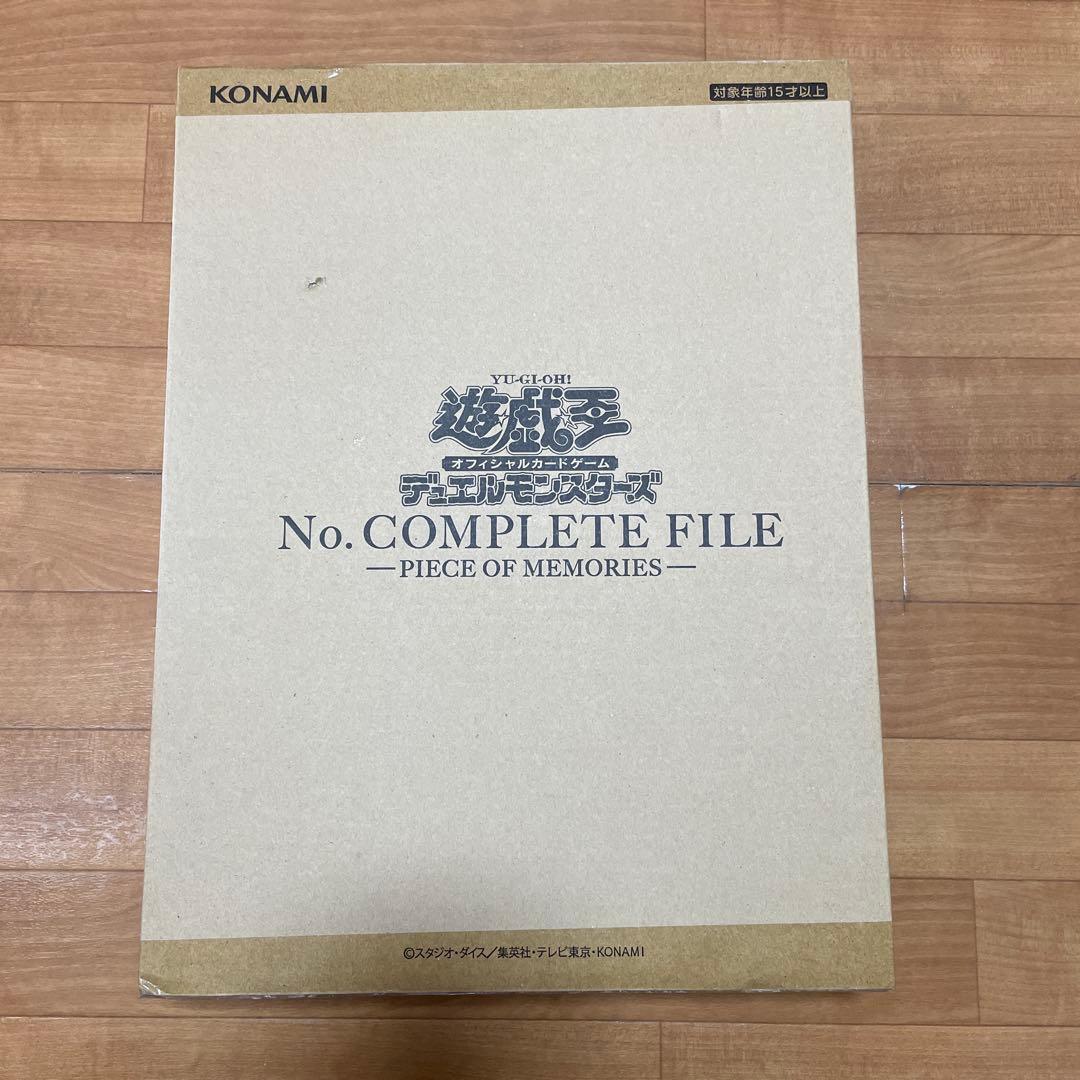 KONAMI
対象年齢15才以上
YU-GI-OH!
遊戯王
オフィシャルカードゲーム
デュエルモンスターズ
No. COMPLETE FILE
—PIECE OF MEMORIES—
©スタジオ・ダイス/集英社・テレビ東京・KONAMI